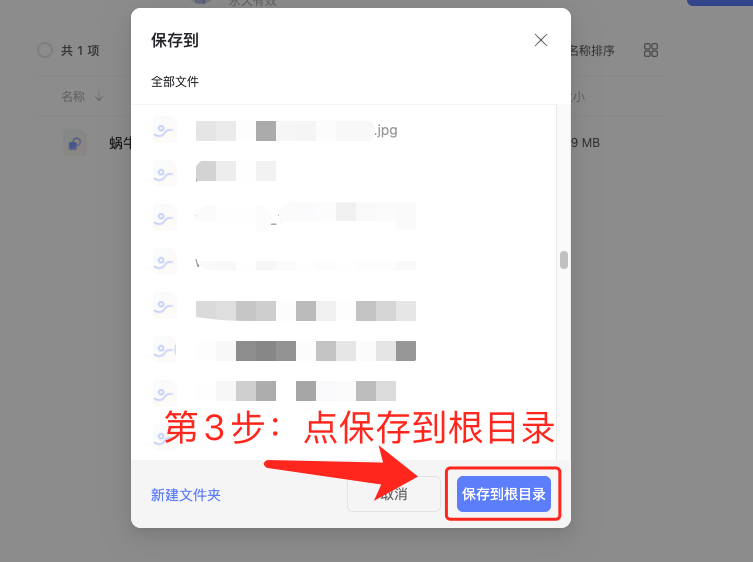 永久有效
保存到
共 1 项
名称排序
全部文件
名称
小
.jpg
蜗牛
9 MB
第3步：点保存到根目录
新建文件夹
取消
保存到根目录